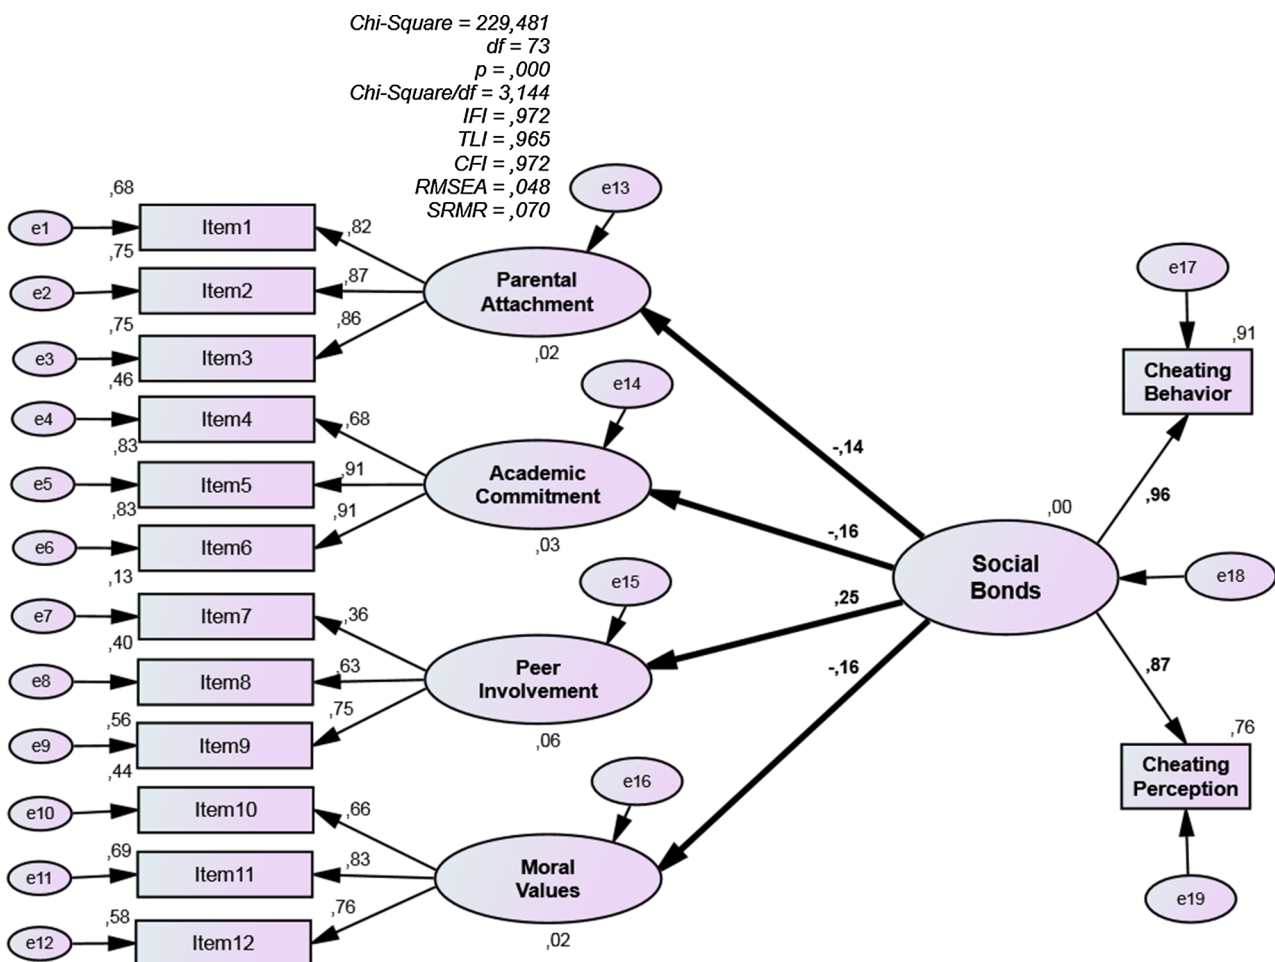 Chi-Square = 229,481
df = 73
p = ,000
Chi-Square/df = 3,144
IFI = ,972
TLI = ,965
CFI = ,972
RMSEA = ,048
SRMR = ,070
e13
,68
e1
Item1
,82
,75
e2
Item2
,87
Parental
Attachment
,75
e3
Item3
,86
,02
,46
e14
e4
Item4
,68
,83
e5
Item5
,91
Academic
Commitment
,83
e6
Item6
,91
,03
,13
e15
e7
Item7
,36
,40
e8
Item8
,63
Peer
Involvement
,56
e9
Item9
,75
,06
,44
e16
e10
Item10
,66
,69
e11
Item11
,83
Moral
Values
,58
e12
Item12
,76
,02
-,14
-,16
,25
-,16
,00
Social
Bonds
e18
e17
,91
Cheating
Behavior
,96
,87
,76
Cheating
Perception
e19